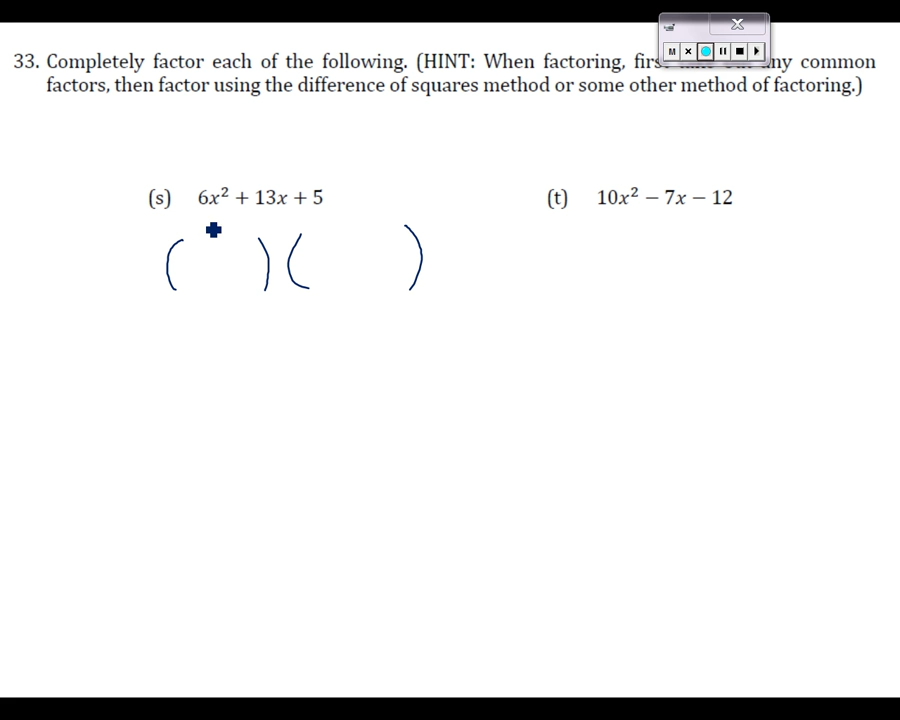 33. Completely factor each of the following. (HINT: When factoring, any common
factors, then factor using the difference of squares method or some other method of factoring.)
(s) 6x² + 13x + 5
(t) 10x² − 7x − 12
( )( )
M